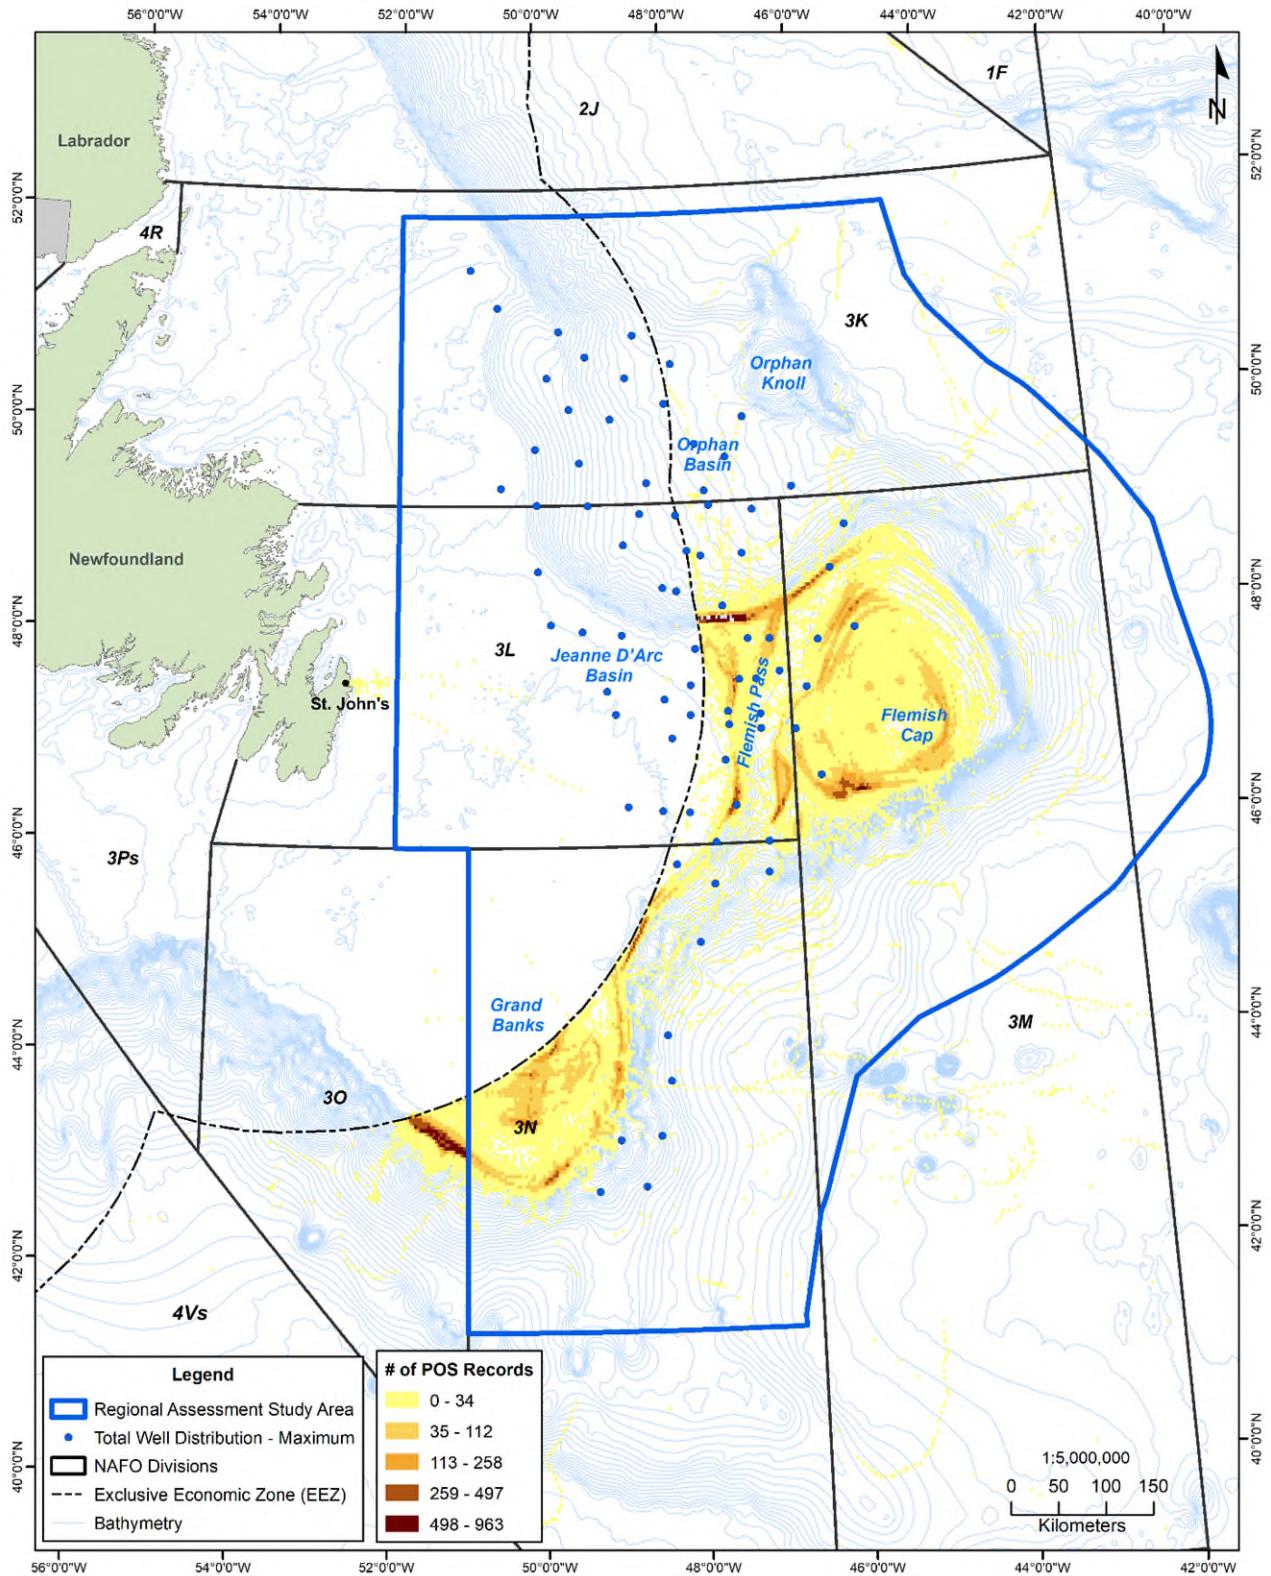 56°0'0"W 54°0'0"W 52°0'0"W 50°0'0"W 48°0'0"W 46°0'0"W 44°0'0"W 42°0'0"W 40°0'0"W
1F
2J
N
Labrador
52°0'0"N
52°0'0"N
4R
3K
Orphan
Knoll
50°0'0"N
50°0'0"N
Orphan
Basin
Newfoundland
48°0'0"N
48°0'0"N
3L
Jeanne D'Arc
Basin
St. John's
Flemish Pass
Flemish
Cap
46°0'0"N
46°0'0"N
3Ps
Grand
Banks
44°0'0"N
44°0'0"N
3M
3O
3N
42°0'0"N
42°0'0"N
4Vs
Legend
Regional Assessment Study Area
Total Well Distribution - Maximum
NAFO Divisions
Exclusive Economic Zone (EEZ)
Bathymetry
# of POS Records
0 - 34
35 - 112
113 - 258
259 - 497
498 - 963
40°0'0"N
40°0'0"N
1:5,000,000
0 50 100 150
Kilometers
56°0'0"W 54°0'0"W 52°0'0"W 50°0'0"W 48°0'0"W 46°0'0"W 44°0'0"W 42°0'0"W